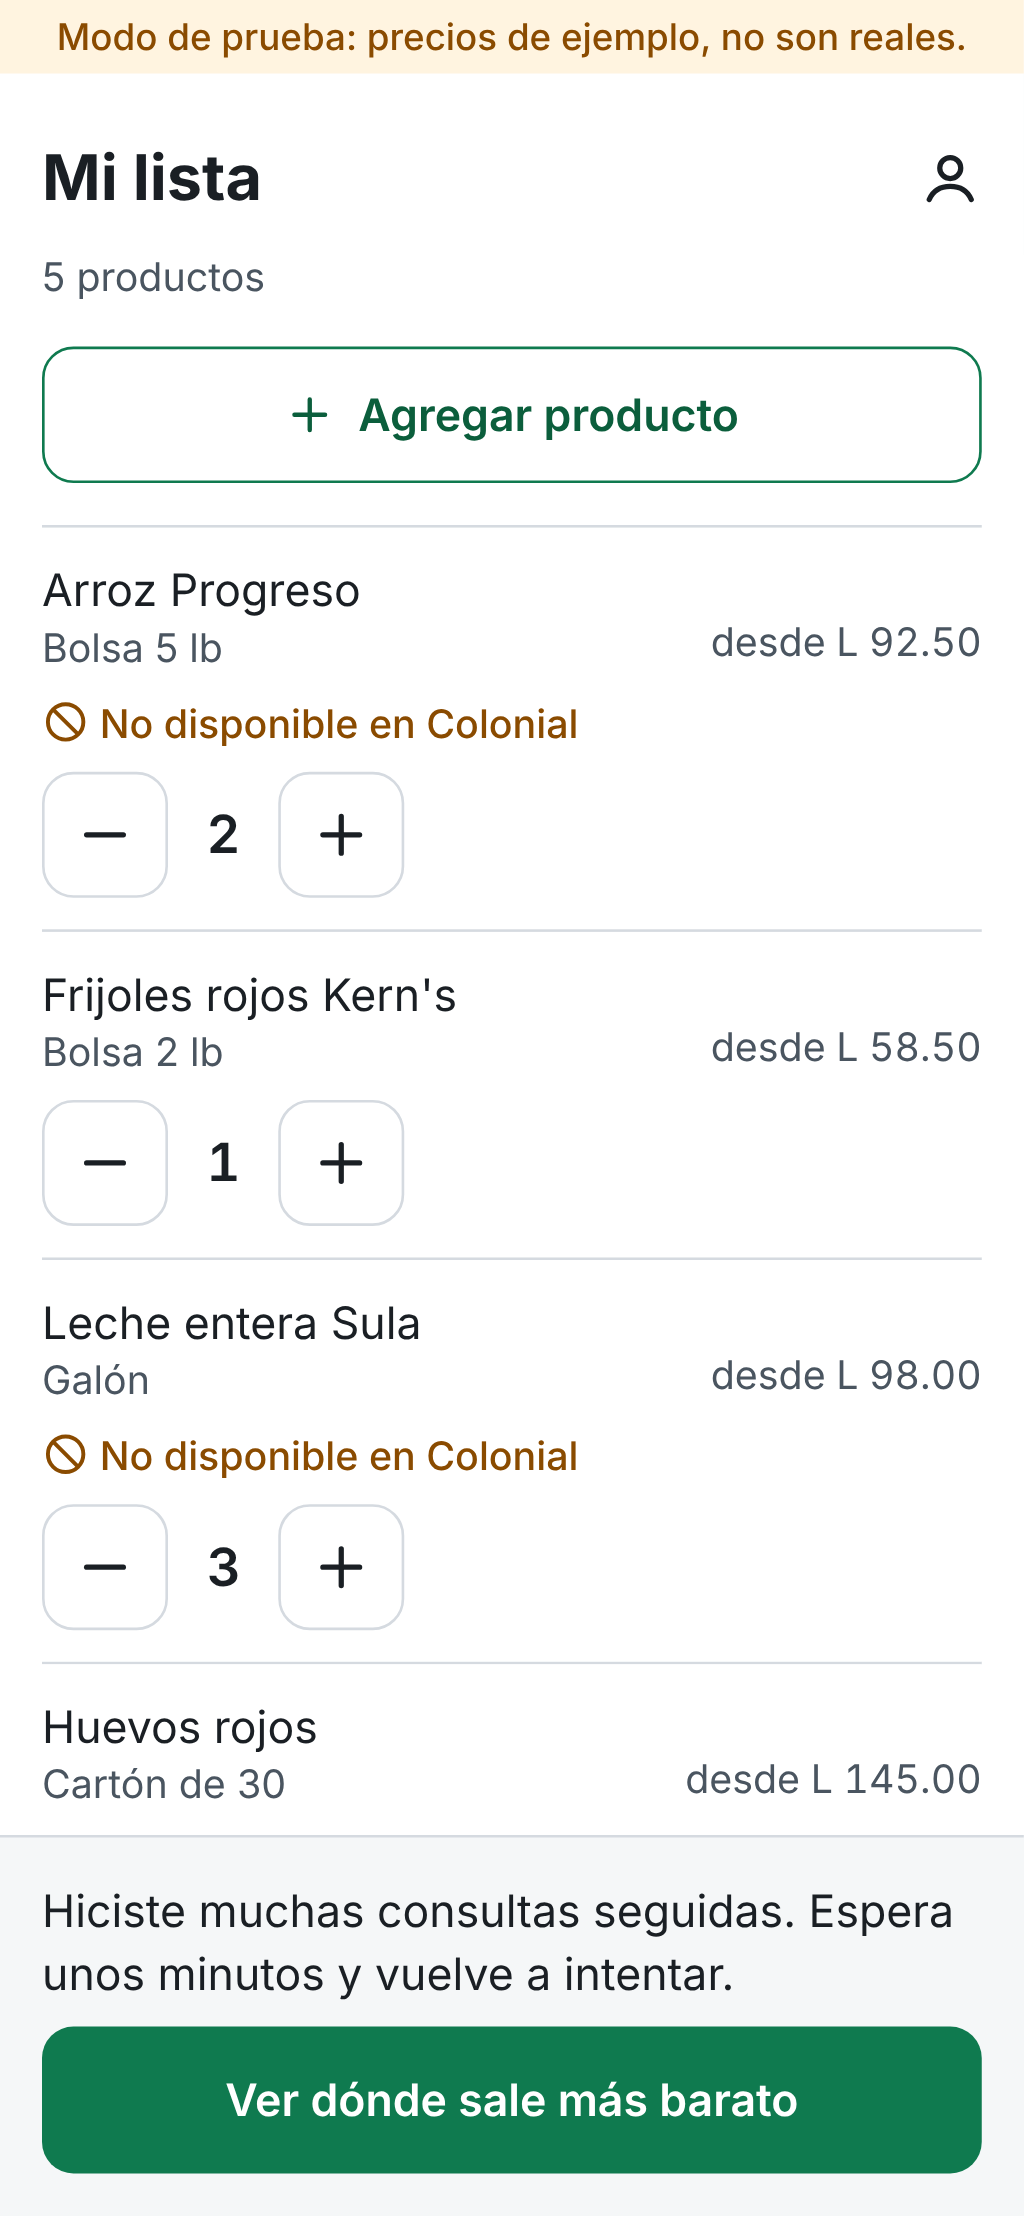 Modo de prueba: precios de ejemplo, no son reales.
Mi lista
5 productos
+ Agregar producto
Arroz Progreso
Bolsa 5 lb
desde L 92.50
No disponible en Colonial
− 2 +
Frijoles rojos Kern's
Bolsa 2 lb
desde L 58.50
− 1 +
Leche entera Sula
Galón
desde L 98.00
No disponible en Colonial
− 3 +
Huevos rojos
Cartón de 30
desde L 145.00
Hiciste muchas consultas seguidas. Espera
unos minutos y vuelve a intentar.
Ver dónde sale más barato